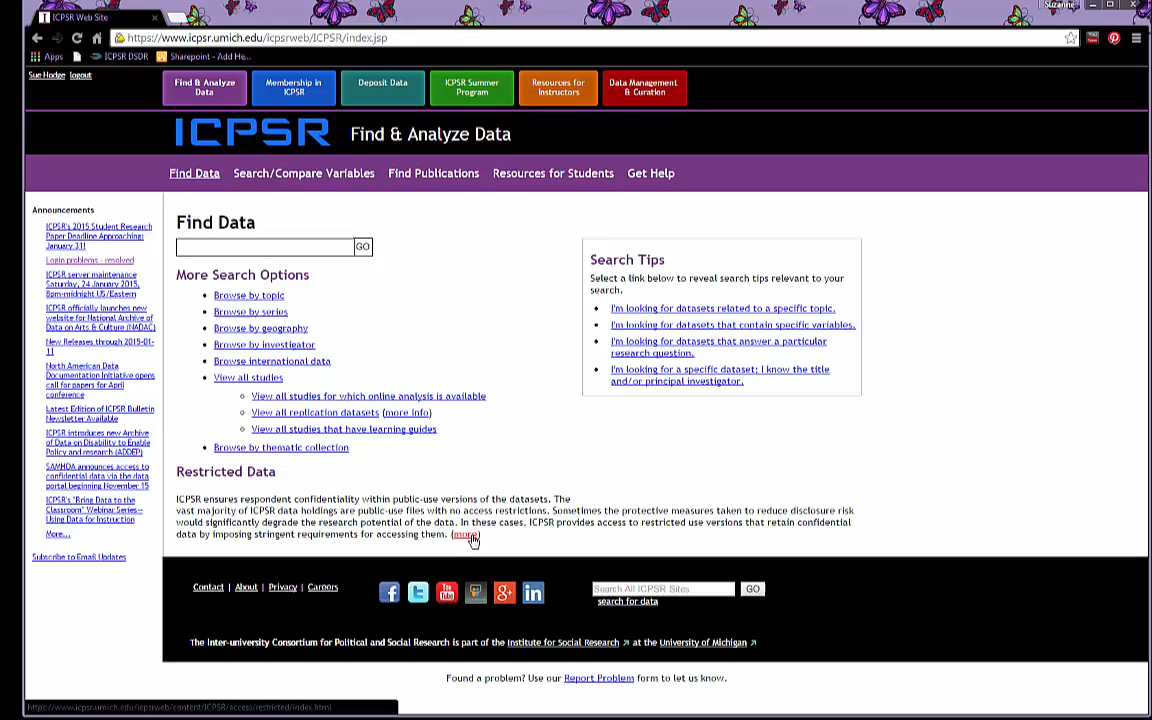 ICPSR Web Site
Suzanne
https://www.icpsr.umich.edu/icpsrweb/ICPSR/index.jsp
Apps
ICPSR DSDR
Sharepoint - Add He...
Sue Hodge logout
Find & Analyze
Data
Membership in
ICPSR
Deposit Data
ICPSR Summer
Program
Resources for
Instructors
Data Management
& Curation
ICPSR Find & Analyze Data
Find Data Search/Compare Variables Find Publications Resources for Students Get Help
Announcements
ICPSR's 2015 Student Research
Paper Deadline Approaching:
January 31!
Login problems - resolved
ICPSR server maintenance
Saturday, 24 January 2015,
8pm-midnight US/Eastern
ICPSR officially launches new
website for National Archive of
Data on Arts & Culture (NADAC)
New Releases through 2015-01-
11
North American Data
Documentation Initiative opens
call for papers for April
conference
Latest Edition of ICPSR Bulletin
Newsletter Available
ICPSR introduces new Archive
of Data on Disability to Enable
Policy and research (ADDEP)
SAMHDA announces access to
confidential data via the data
portal beginning November 15
ICPSR's "Bring Data to the
Classroom" Webinar Series--
Using Data for Instruction
More...
Subscribe to Email Updates
Find Data
GO
More Search Options
Browse by topic
Browse by series
Browse by geography
Browse by investigator
Browse international data
View all studies
View all studies for which online analysis is available
View all replication datasets (more info)
View all studies that have learning guides
Browse by thematic collection
Search Tips
Select a link below to reveal search tips relevant to your
search.
I'm looking for datasets related to a specific topic.
I'm looking for datasets that contain specific variables.
I'm looking for datasets that answer a particular
research question.
I'm looking for a specific dataset; I know the title
and/or principal investigator.
Restricted Data
ICPSR ensures respondent confidentiality within public-use versions of the datasets. The
vast majority of ICPSR data holdings are public-use files with no access restrictions. Sometimes the protective measures taken to reduce disclosure risk
would significantly degrade the research potential of the data. In these cases, ICPSR provides access to restricted use versions that retain confidential
data by imposing stringent requirements for accessing them. (more)
Contact | About | Privacy | Careers
Search All ICPSR Sites GO
search for data
The Inter-university Consortium for Political and Social Research is part of the Institute for Social Research at the University of Michigan
Found a problem? Use our Report Problem form to let us know.
https://www.icpsr.umich.edu/icpsrweb/content/ICPSR/access/restricted/index.html